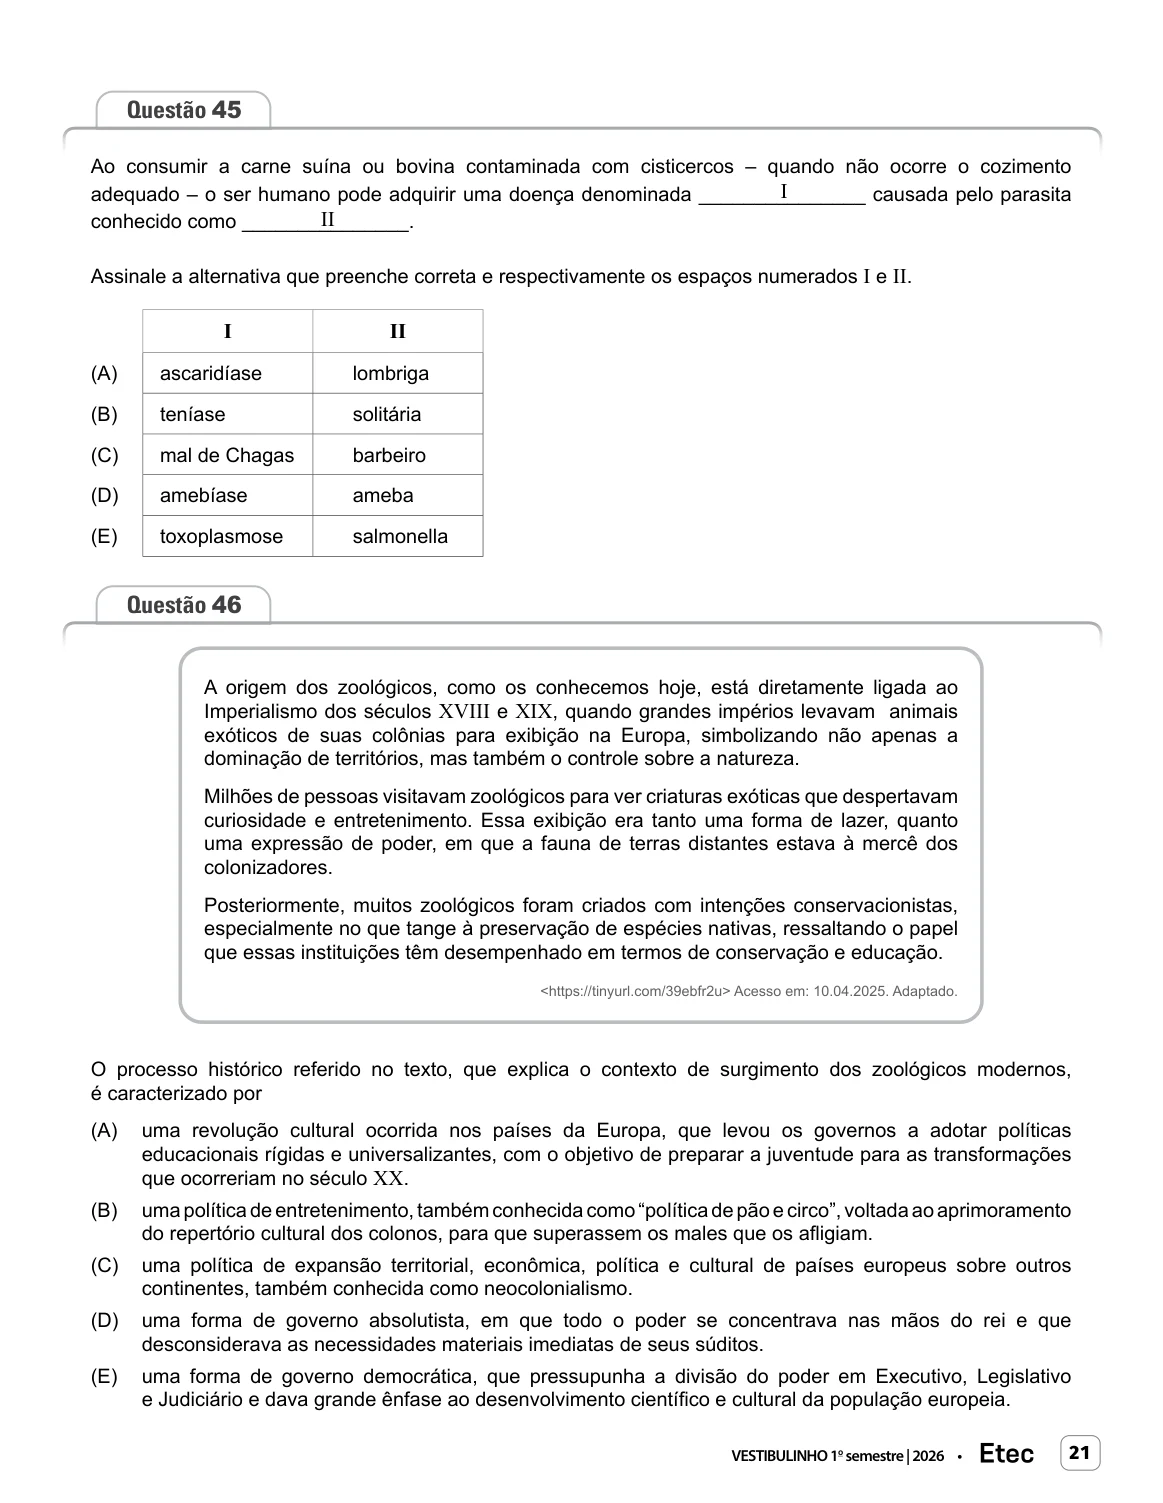 Questão 45
Ao consumir a carne suína ou bovina contaminada com cisticercos – quando não ocorre o cozimento
adequado – o ser humano pode adquirir uma doença denominada _______I_______ causada pelo parasita
conhecido como _______II_______.
Assinale a alternativa que preenche correta e respectivamente os espaços numerados I e II.
I II
(A) ascaridíase lombriga
(B) teníase solitária
(C) mal de Chagas barbeiro
(D) amebíase ameba
(E) toxoplasmose salmonella
Questão 46
A origem dos zoológicos, como os conhecemos hoje, está diretamente ligada ao
Imperialismo dos séculos XVIII e XIX, quando grandes impérios levavam animais
exóticos de suas colônias para exibição na Europa, simbolizando não apenas a
dominação de territórios, mas também o controle sobre a natureza.
Milhões de pessoas visitavam zoológicos para ver criaturas exóticas que despertavam
curiosidade e entretenimento. Essa exibição era tanto uma forma de lazer, quanto
uma expressão de poder, em que a fauna de terras distantes estava à mercê dos
colonizadores.
Posteriormente, muitos zoológicos foram criados com intenções conservacionistas,
especialmente no que tange à preservação de espécies nativas, ressaltando o papel
que essas instituições têm desempenhado em termos de conservação e educação.
<https://tinyurl.com/39ebfr2u> Acesso em: 10.04.2025. Adaptado.
O processo histórico referido no texto, que explica o contexto de surgimento dos zoológicos modernos,
é caracterizado por
(A) uma revolução cultural ocorrida nos países da Europa, que levou os governos a adotar políticas
educacionais rígidas e universalizantes, com o objetivo de preparar a juventude para as transformações
que ocorreriam no século XX.
(B) uma política de entretenimento, também conhecida como “política de pão e circo”, voltada ao aprimoramento
do repertório cultural dos colonos, para que superassem os males que os afligiam.
(C) uma política de expansão territorial, econômica, política e cultural de países europeus sobre outros
continentes, também conhecida como neocolonialismo.
(D) uma forma de governo absolutista, em que todo o poder se concentrava nas mãos do rei e que
desconsiderava as necessidades materiais imediatas de seus súditos.
(E) uma forma de governo democrática, que pressupunha a divisão do poder em Executivo, Legislativo
e Judiciário e dava grande ênfase ao desenvolvimento científico e cultural da população europeia.
VESTIBULINHO 1º semestre | 2026 • Etec 21